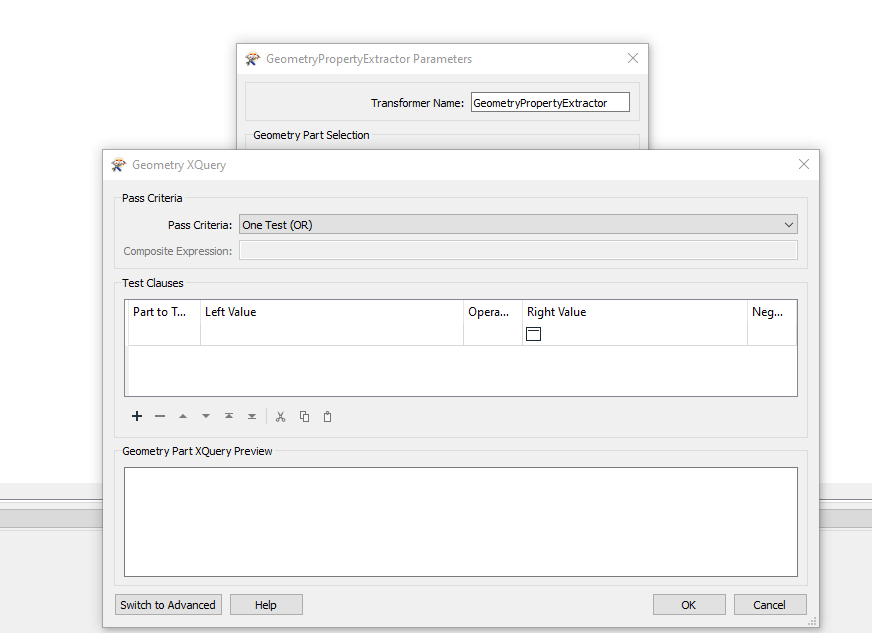 GeometryPropertyExtractor Parameters
Transformer Name: GeometryPropertyExtractor
Geometry Part Selection
Geometry XQuery
Pass Criteria
Pass Criteria: One Test (OR)
Composite Expression:
Test Clauses
Part to T... Left Value Opera... Right Value Neg...
Geometry Part XQuery Preview
Switch to Advanced Help OK Cancel